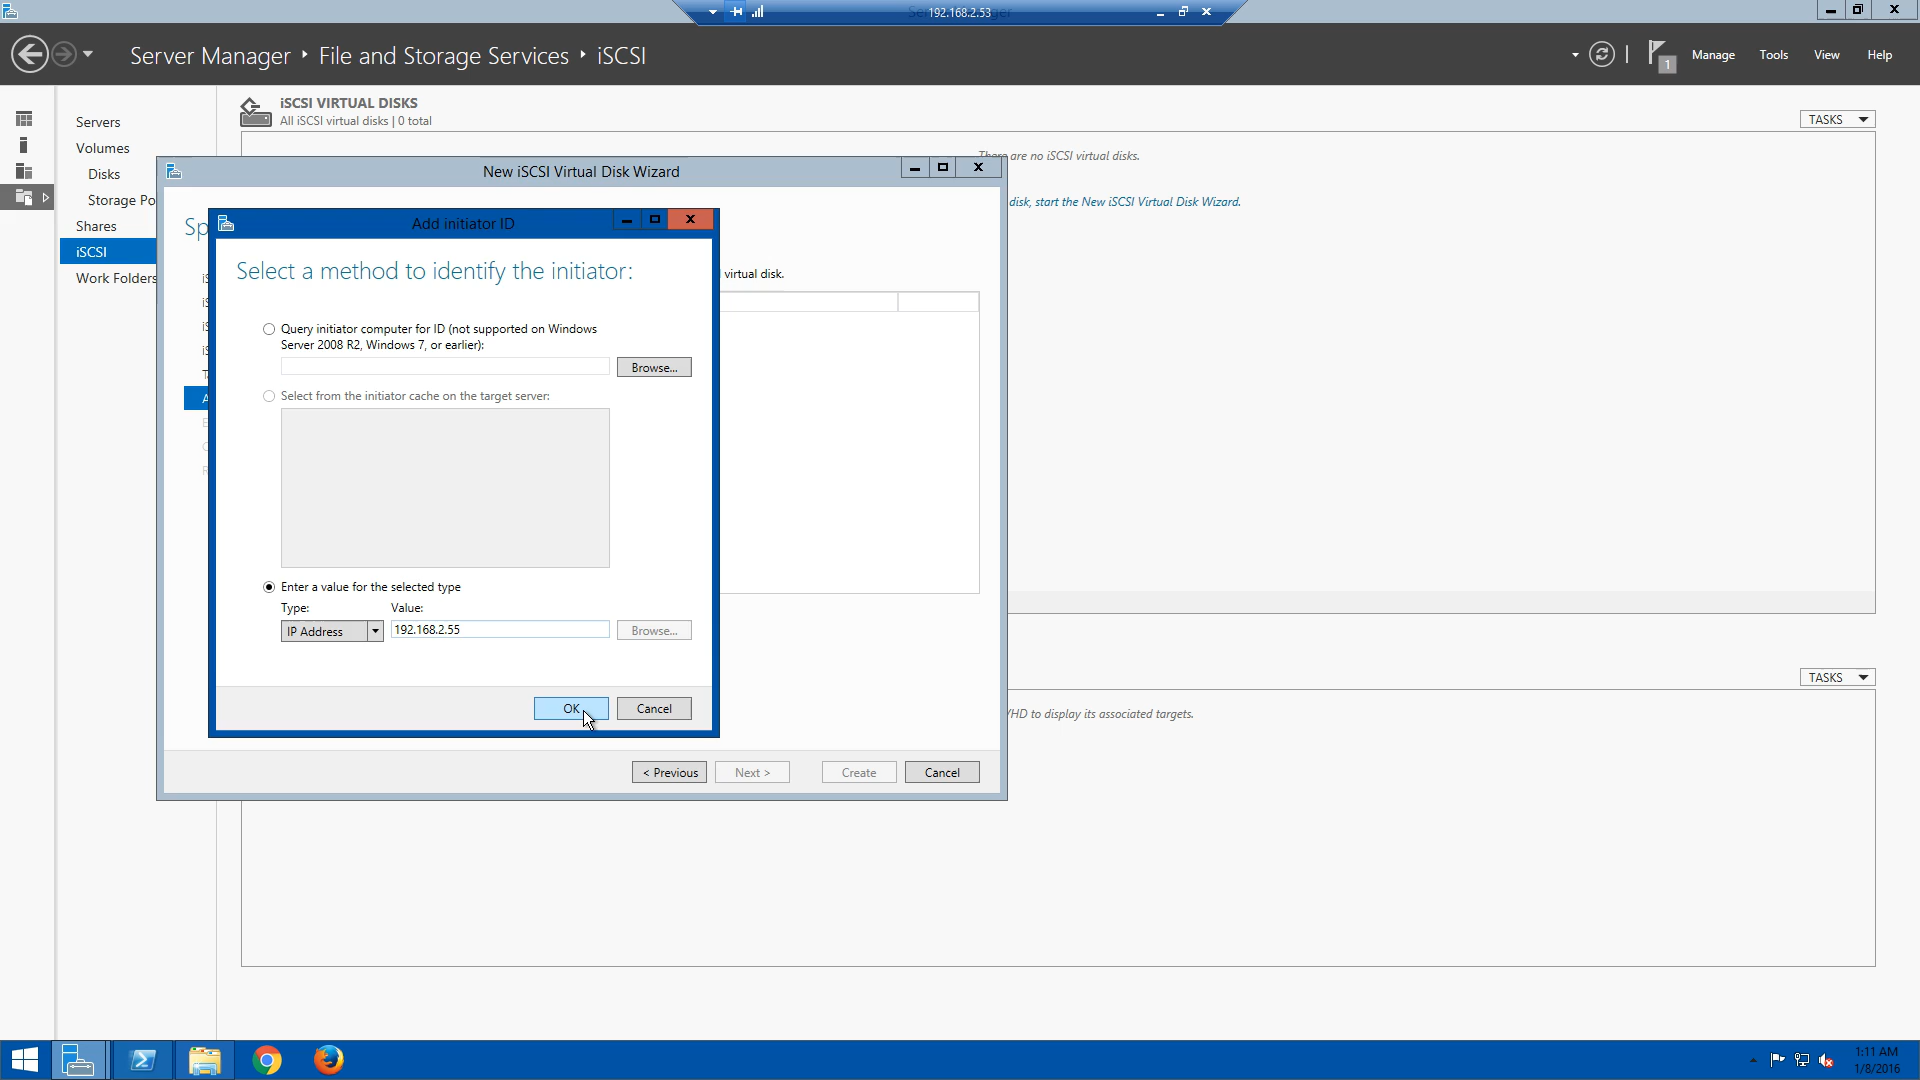 192.168.2.53
Server Manager
File and Storage Services
iSCSI
1
Manage
Tools
View
Help
Servers
Volumes
Disks
Storage Po
Shares
iSCSI
Work Folders
iSCSI VIRTUAL DISKS
All iSCSI virtual disks | 0 total
TASKS
There are no iSCSI virtual disks.
disk, start the New iSCSI Virtual Disk Wizard.
New iSCSI Virtual Disk Wizard
Sp
virtual disk.
Add initiator ID
Select a method to identify the initiator:
Query initiator computer for ID (not supported on Windows
Server 2008 R2, Windows 7, or earlier):
Browse...
Select from the initiator cache on the target server:
Enter a value for the selected type
Type:
Value:
IP Address
192.168.2.55
Browse...
OK
Cancel
< Previous
Next >
Create
Cancel
TASKS
VHD to display its associated targets.
1:11 AM
1/8/2016